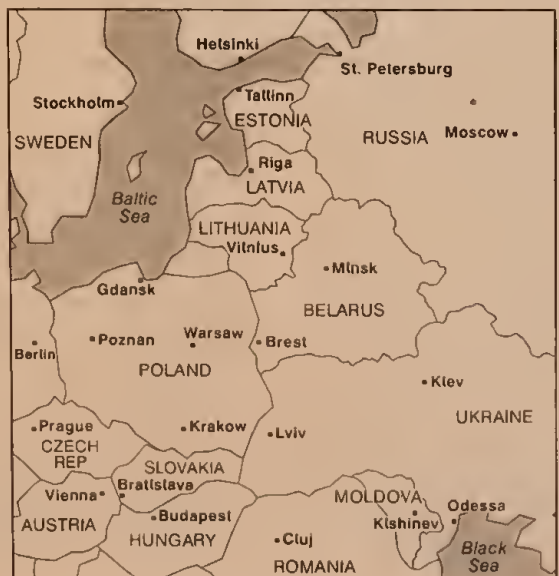 Helsinki
St. Petersburg
Stockholm
Tallinn
ESTONIA
SWEDEN
RUSSIA
Moscow
Riga
LATVIA
Baltic
Sea
LITHUANIA
Vilnius
Minsk
Gdansk
BELARUS
Berlin
Poznan
Warsaw
Brest
POLAND
Kiev
UKRAINE
Prague
CZECH
REP
Krakow
Lviv
SLOVAKIA
Vienna
Bratislava
MOLDOVA
AUSTRIA
Budapest
HUNGARY
Kishinev
Odessa
Cluj
ROMANIA
Black
Sea